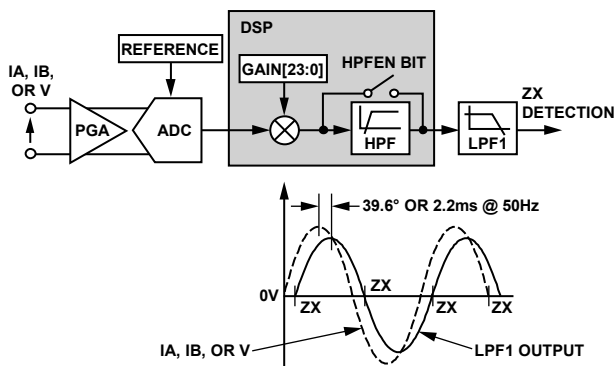 DSP
REFERENCE
HPFEN BIT
GAIN[23:0]
IA, IB,
OR V
ZX
DETECTION
PGA
ADC
HPF
LPF1
39.6° OR 2.2ms @ 50Hz
0V
ZX
ZX
ZX
ZX
IA, IB, OR V
LPF1 OUTPUT